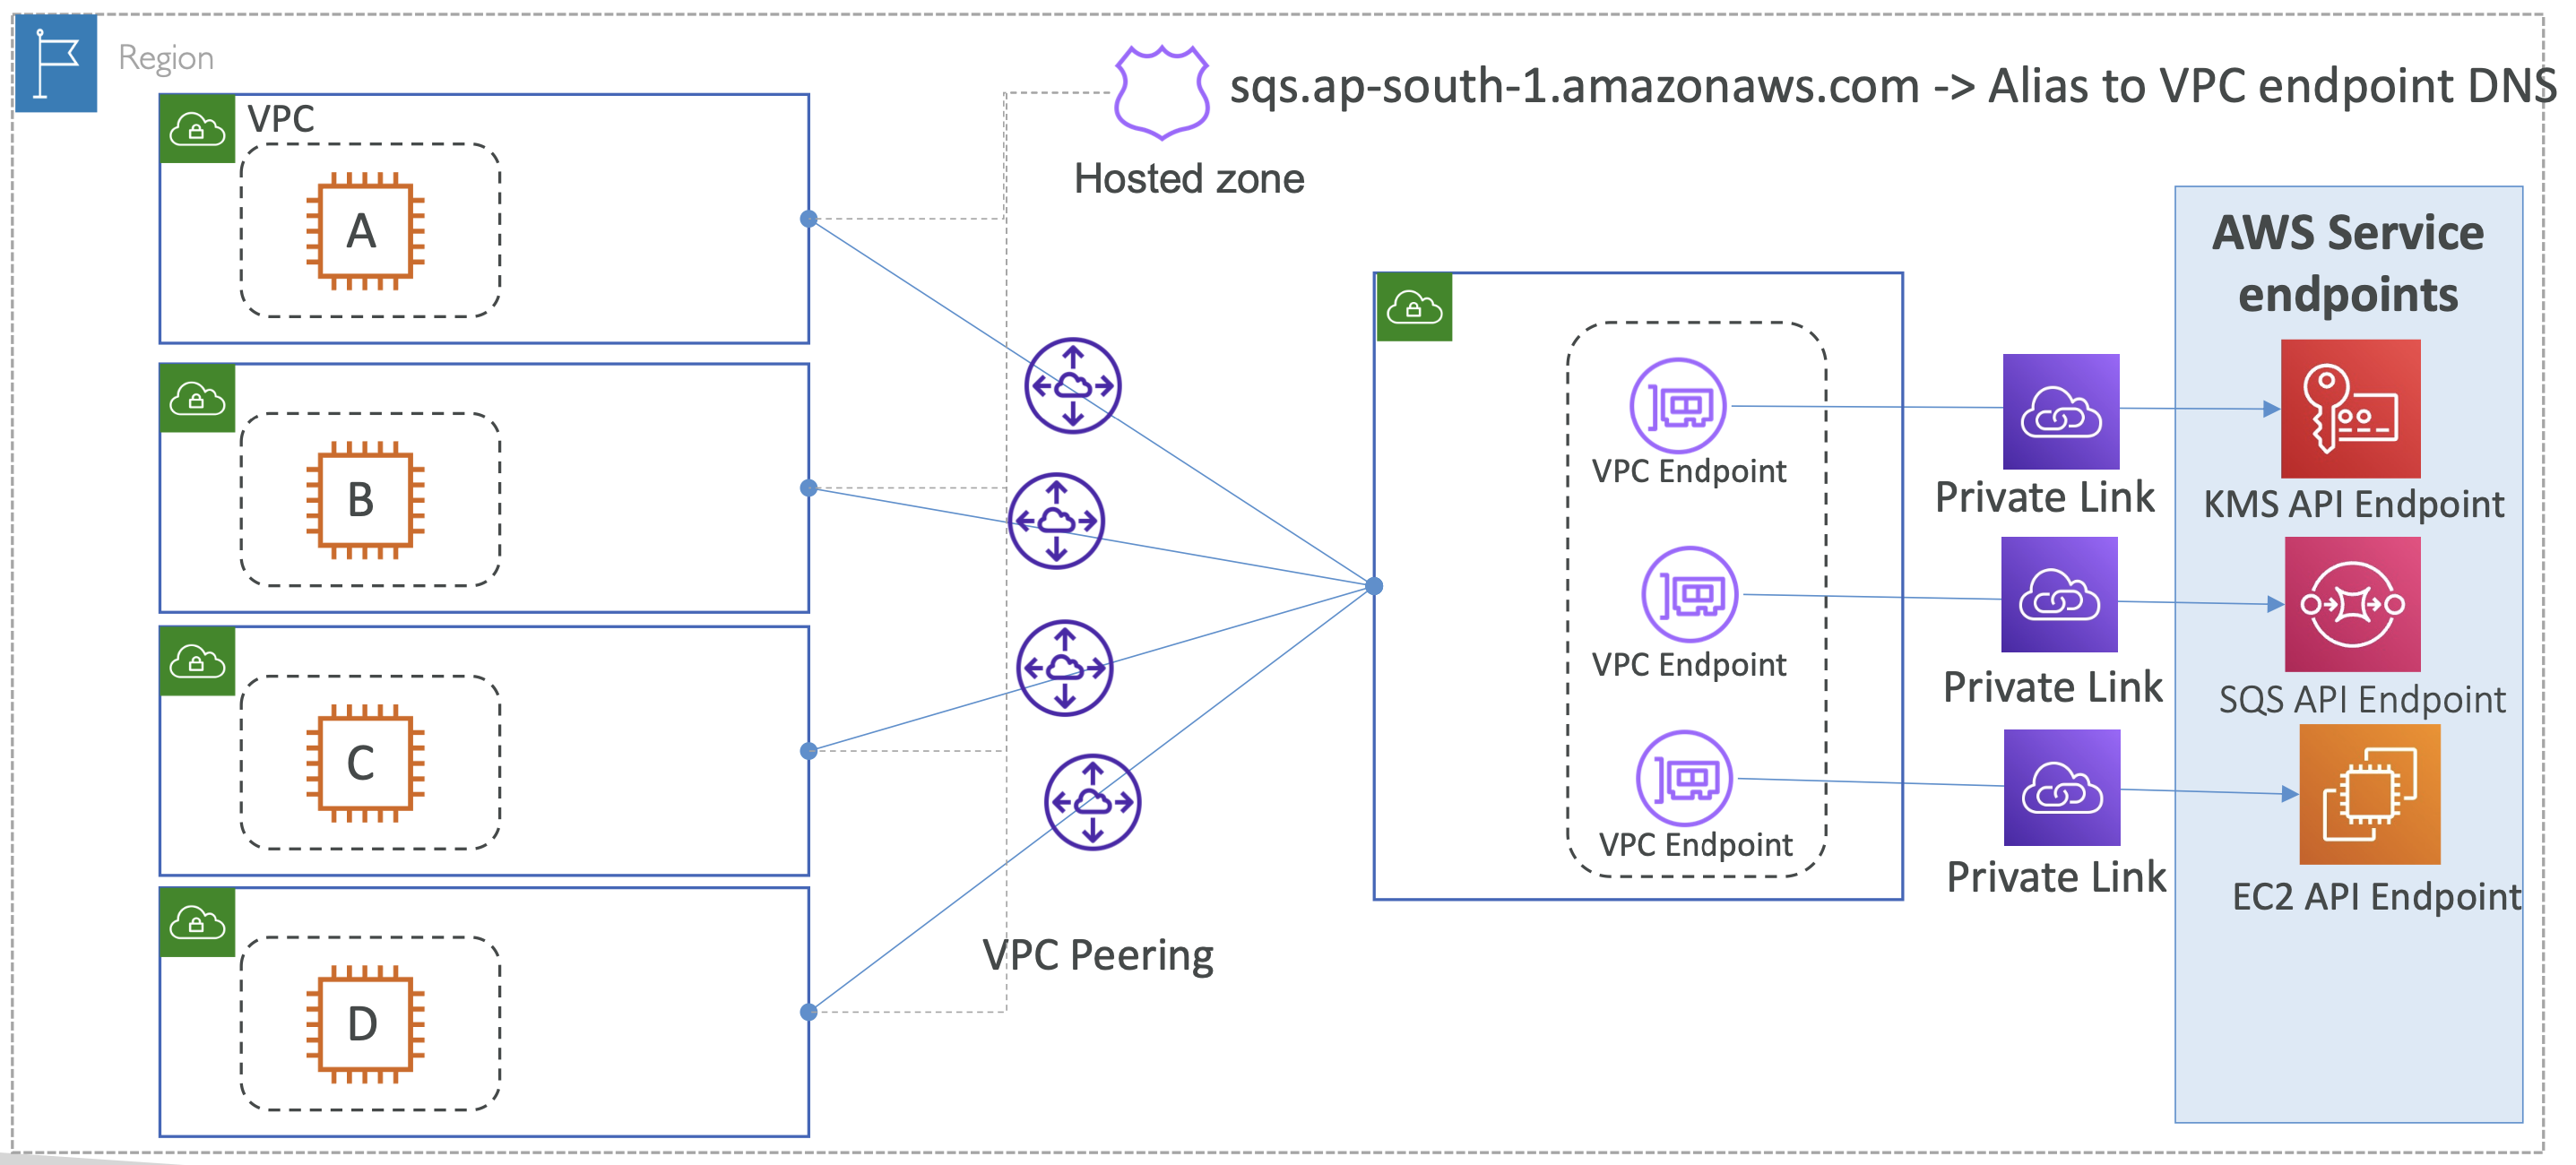 Region
sqs.ap-south-1.amazonaws.com -> Alias to VPC endpoint DNS
Hosted zone
VPC
A
B
C
D
VPC Peering
VPC Endpoint
VPC Endpoint
VPC Endpoint
Private Link
Private Link
Private Link
AWS Service
endpoints
KMS API Endpoint
SQS API Endpoint
EC2 API Endpoint